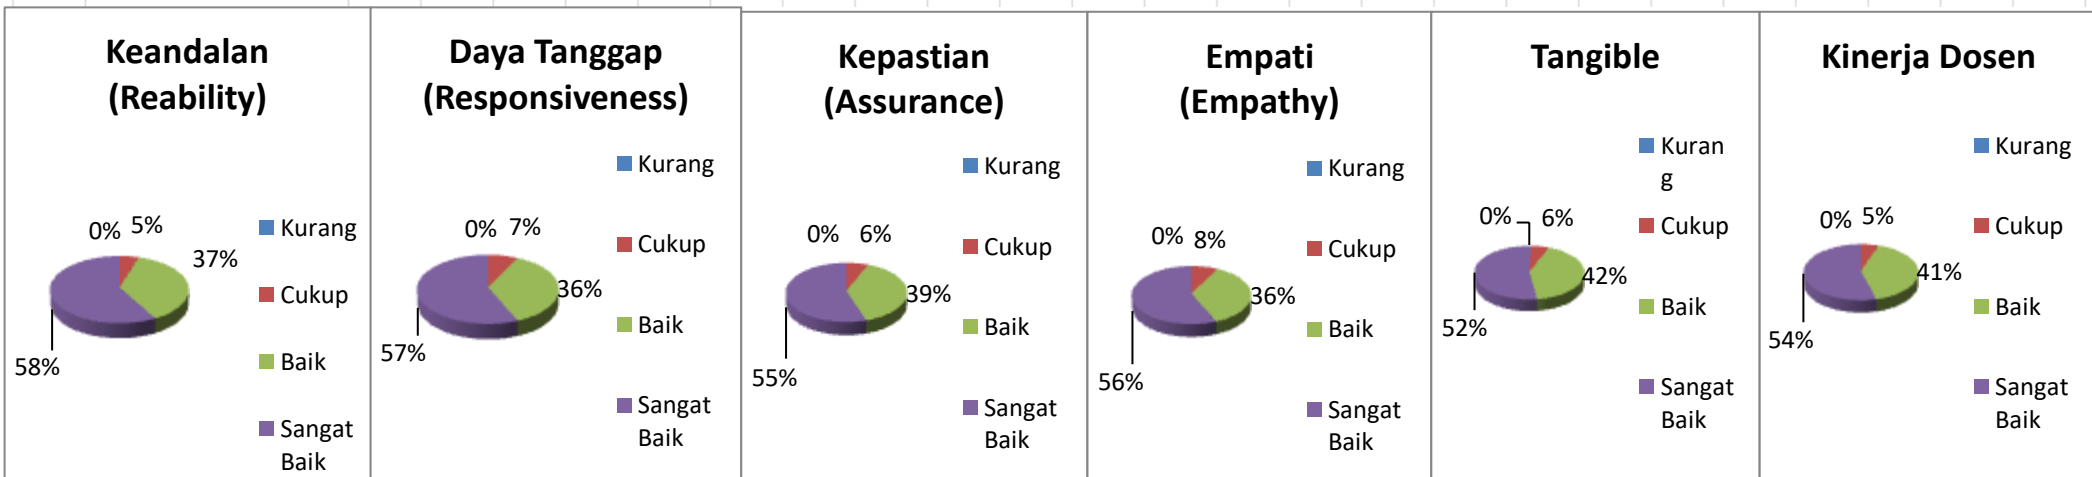 Keandalan
(Reability)
0% 5%
37%
58%
Kurang
Cukup
Baik
Sangat
Baik
Daya Tanggap
(Responsiveness)
0% 7%
36%
57%
Kurang
Cukup
Baik
Sangat
Baik
Kepastian
(Assurance)
0% 6%
39%
55%
Kurang
Cukup
Baik
Sangat
Baik
Empati
(Empathy)
0% 8%
36%
56%
Kurang
Cukup
Baik
Sangat
Baik
Tangible
0% 6%
42%
52%
Kuran
g
Cukup
Baik
Sangat
Baik
Kinerja Dosen
0% 5%
41%
54%
Kurang
Cukup
Baik
Sangat
Baik